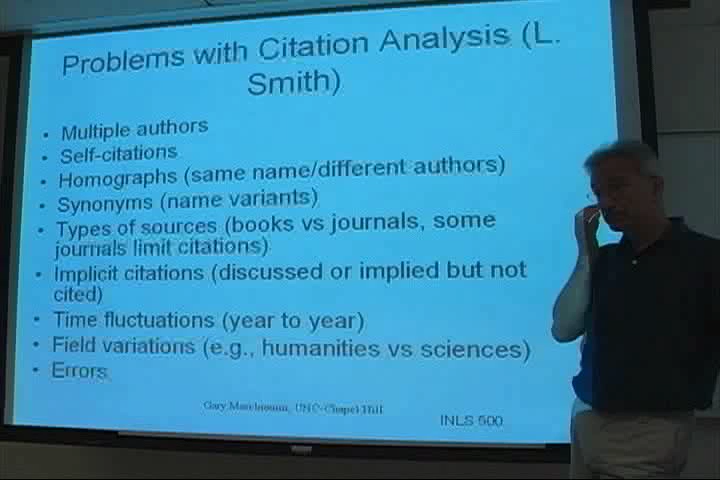 Problems with Citation Analysis (L.
Smith)
• Multiple authors
• Self-citations
• Homographs (same name/different authors)
• Synonyms (name variants)
• Types of sources (books vs journals, some
journals limit citations)
• Implicit citations (discussed or implied but not
cited)
• Time fluctuations (year to year)
• Field variations (e.g., humanities vs sciences)
• Errors
Gary Marchionini, UNC-Chapel Hill
INLS 500